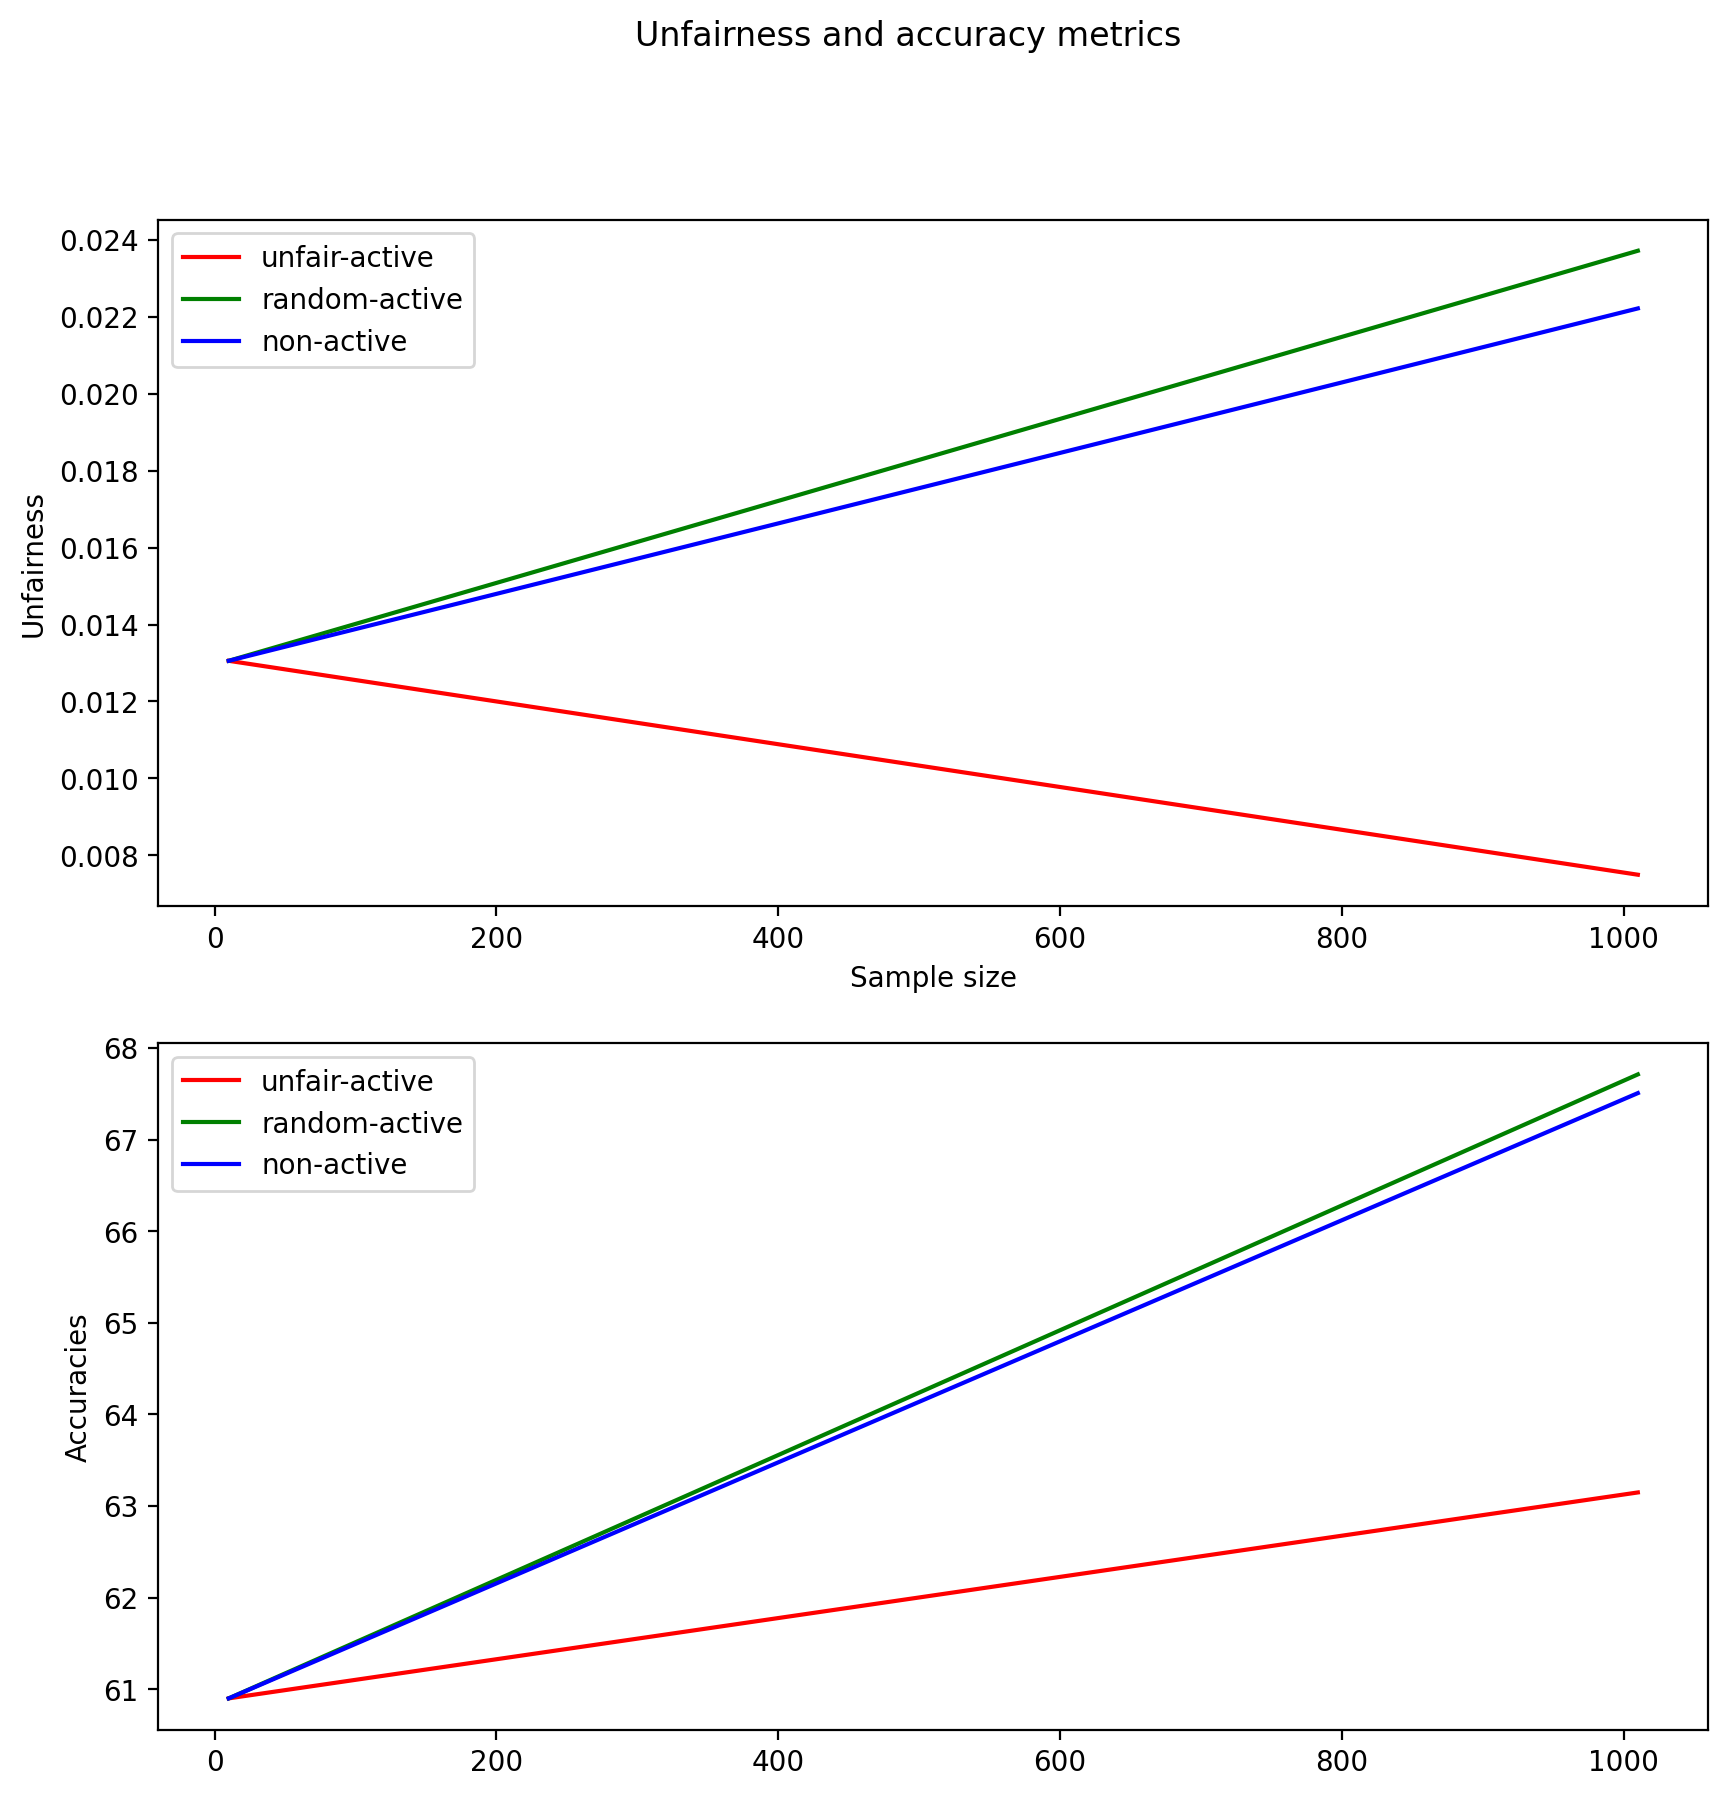 Unfairness and accuracy metrics
unfair-active
random-active
non-active
0.024
0.022
0.020
0.018
0.016
0.014
0.012
0.010
0.008
Unfairness
0 200 400 600 800 1000
Sample size
unfair-active
random-active
non-active
68
67
66
65
64
63
62
61
Accuracies
0 200 400 600 800 1000